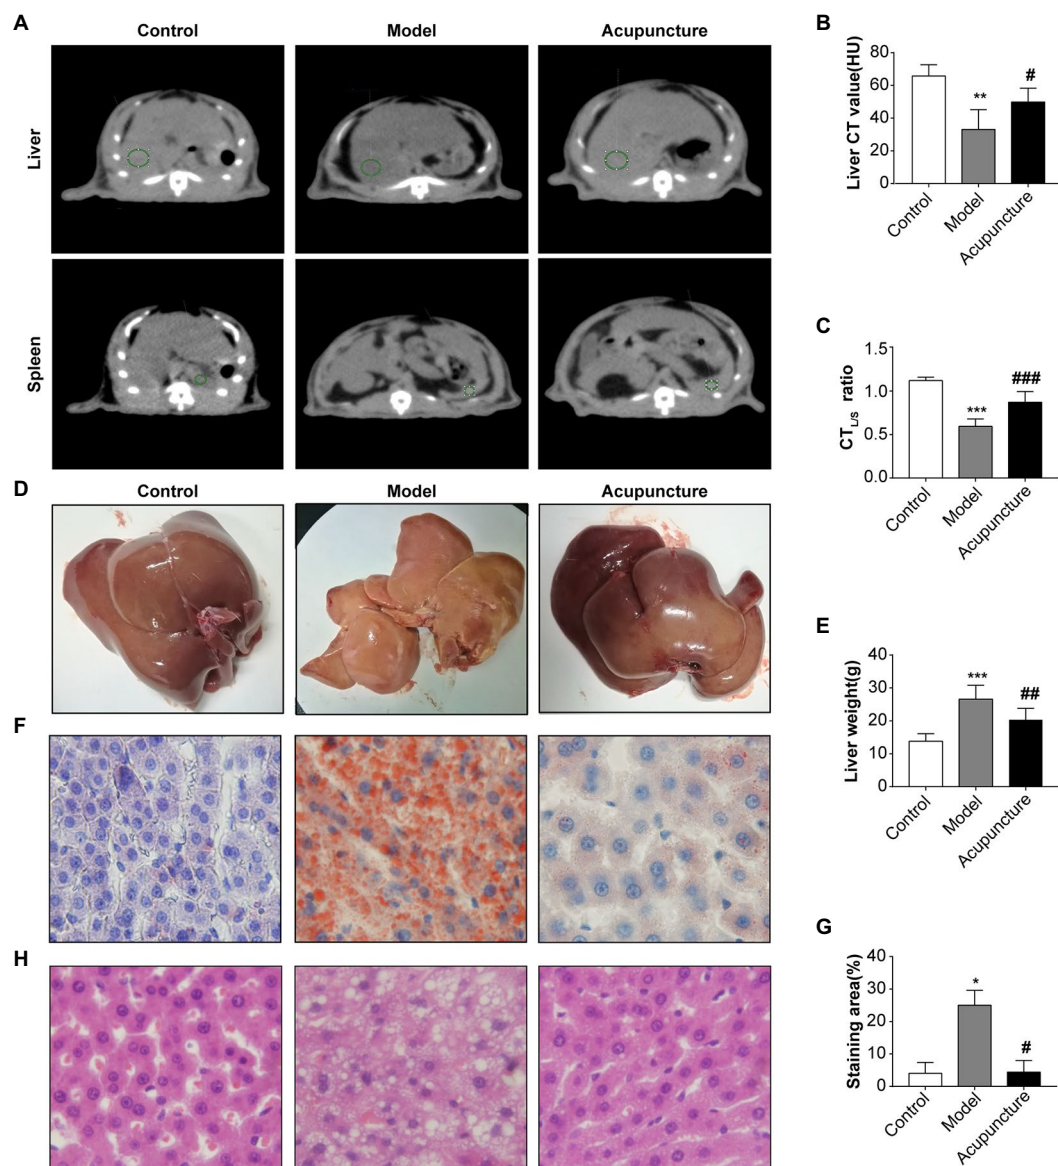 A
Control
Model
Acupuncture
Liver
Spleen
B
Liver CT value(HU)
80
60
40
20
0
**
#
Control
Model
Acupuncture
C
CT_L/S ratio
1.5
1.0
0.5
0.0
***
###
Control
Model
Acupuncture
D
Control
Model
Acupuncture
E
Liver weight(g)
40
30
20
10
0
***
##
Control
Model
Acupuncture
F
G
Staining area(%)
40
30
20
10
0
*
#
Control
Model
Acupuncture
H